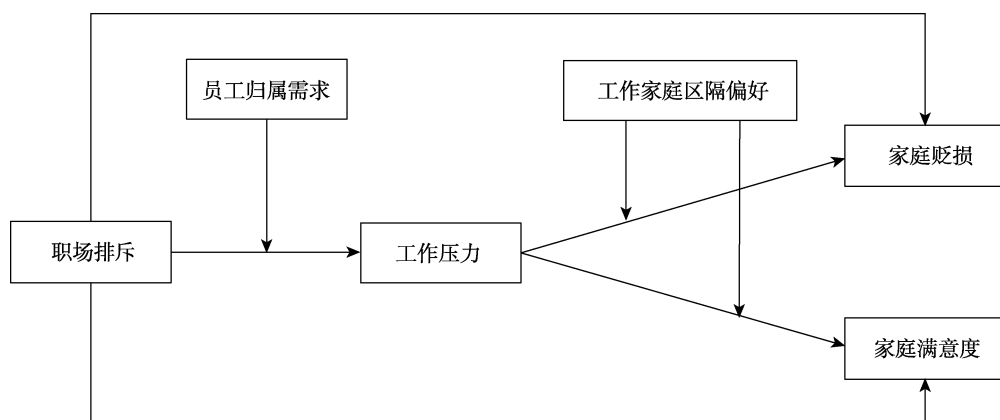 员工归属需求
工作家庭区隔偏好
家庭贬损
职场排斥
工作压力
家庭满意度